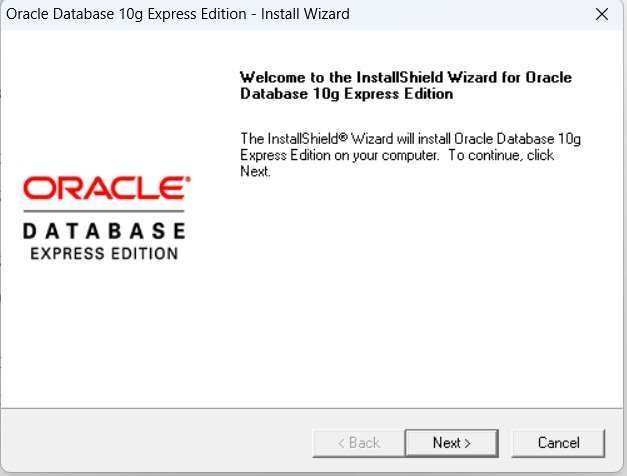 Oracle Database 10g Express Edition - Install Wizard
Welcome to the InstallShield Wizard for Oracle
Database 10g Express Edition
The InstallShield® Wizard will install Oracle Database 10g
Express Edition on your computer. To continue, click
Next.
ORACLE®
DATABASE
EXPRESS EDITION
< Back
Next >
Cancel